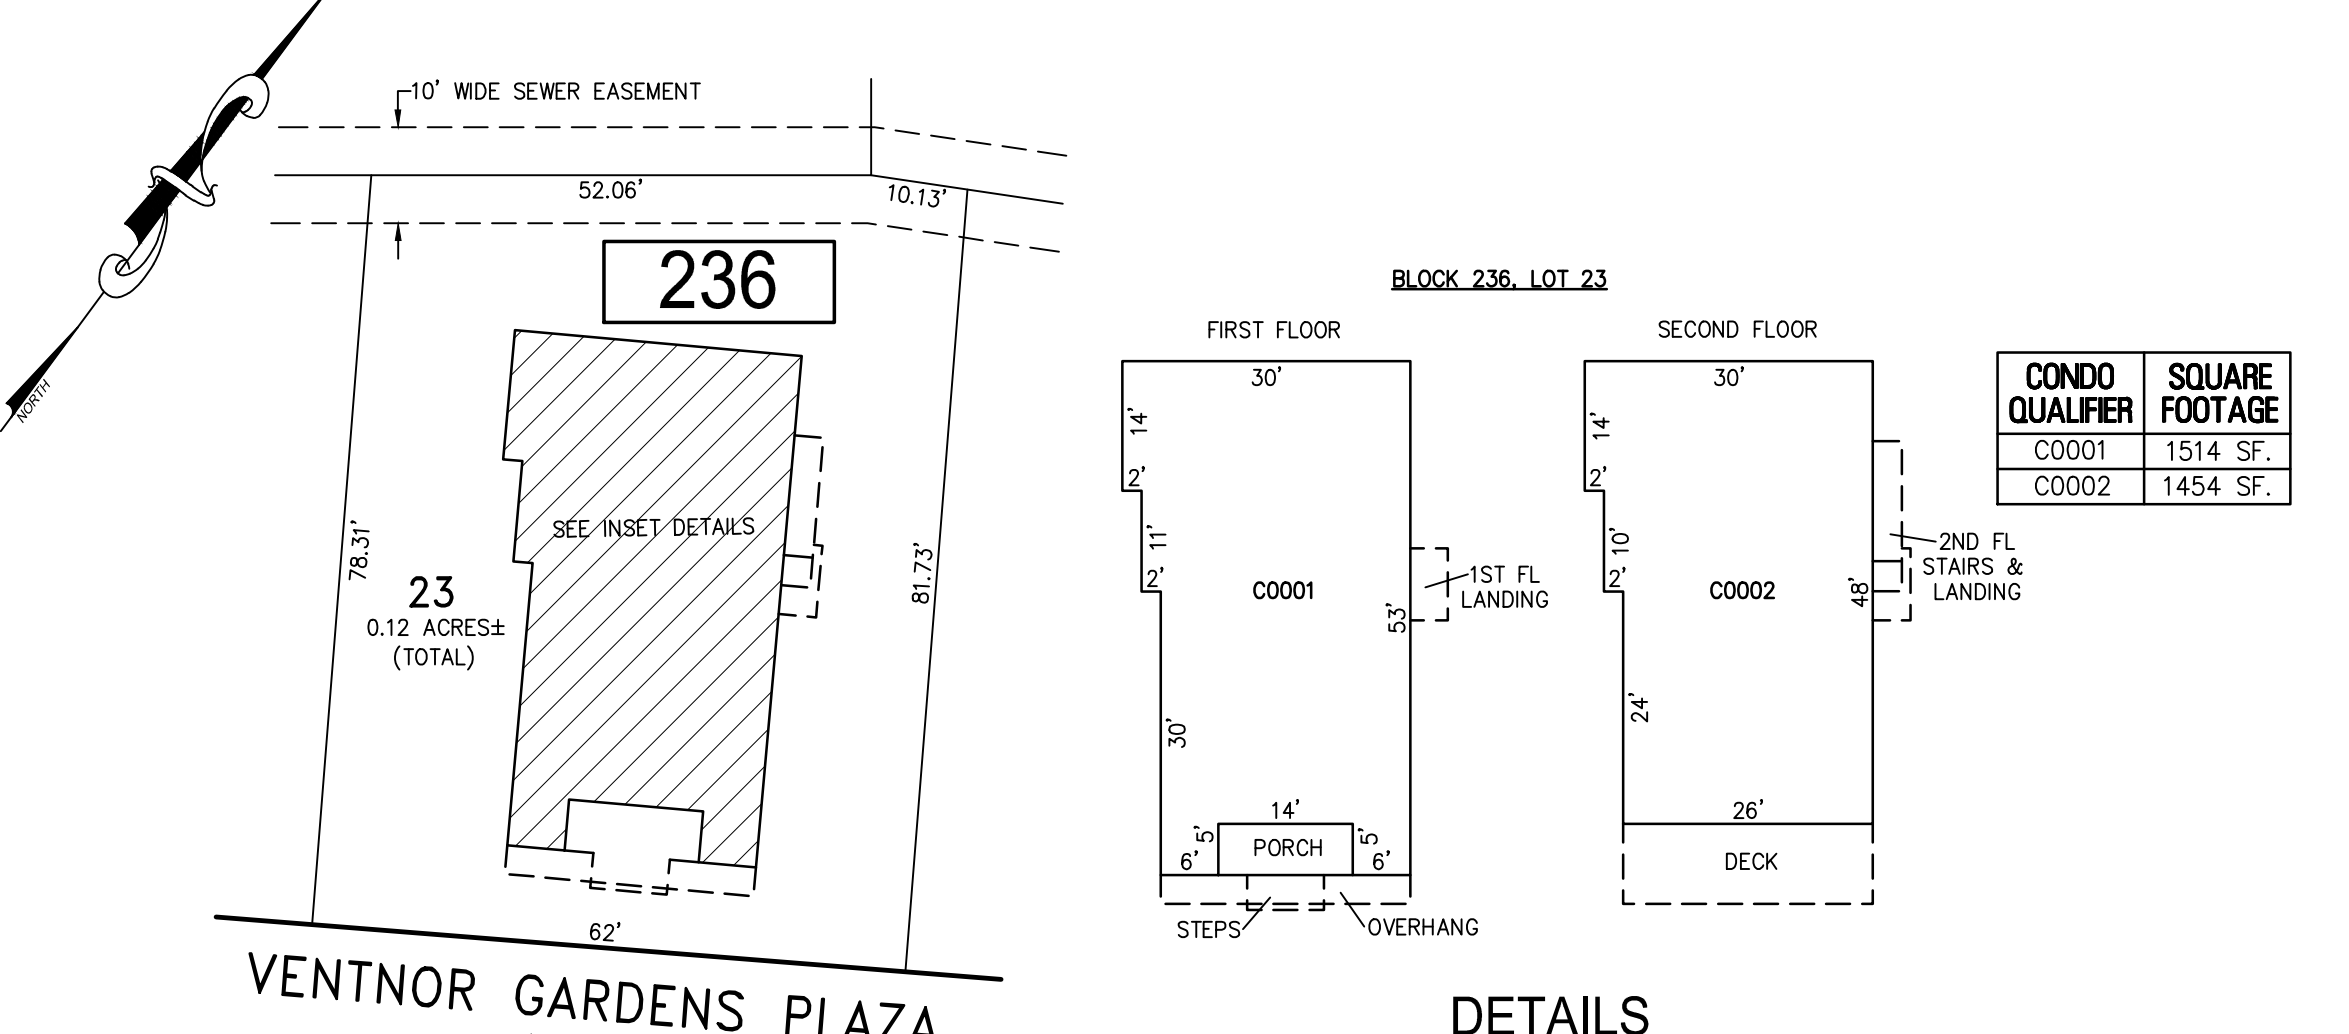 10' WIDE SEWER EASEMENT
52.06'
10.13'
236
NORTH
78.31'
SEE INSET DETAILS
23
0.12 ACRES±
(TOTAL)
81.73'
62'
VENTNOR GARDENS PLAZA
BLOCK 236, LOT 23
FIRST FLOOR
30'
14'
2'
11'
2'
C0001
1ST FL
LANDING
53'
30'
14'
5'
PORCH
5'
6'
6'
STEPS
OVERHANG
SECOND FLOOR
30'
14'
2'
10'
2'
C0002
48'
2ND FL
STAIRS &
LANDING
24'
26'
DECK
CONDO QUALIFIER
SQUARE FOOTAGE
C0001 1514 SF.
C0002 1454 SF.
DETAILS